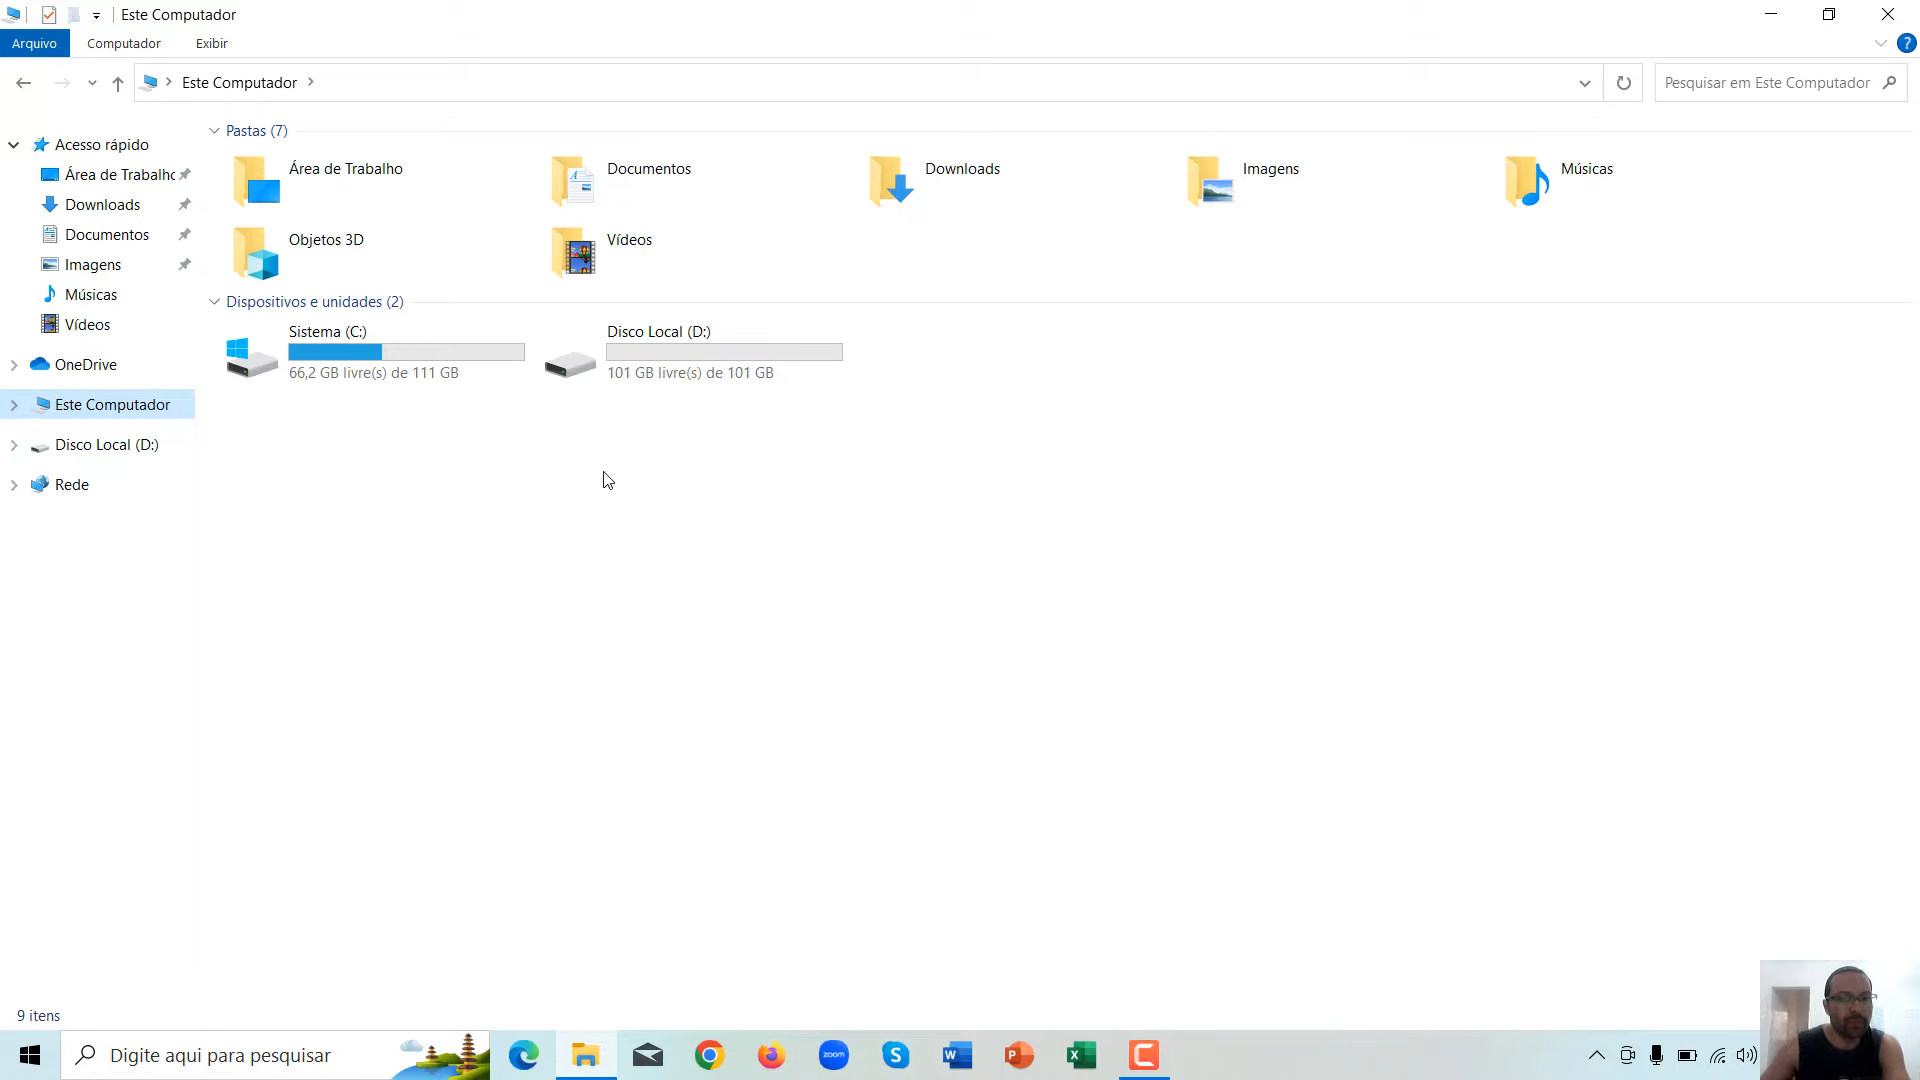 Este Computador
Arquivo
Computador
Exibir
?
Este Computador
Pesquisar em Este Computador
Acesso rápido
Área de Trabalho
Downloads
Documentos
Imagens
Músicas
Vídeos
OneDrive
Este Computador
Disco Local (D:)
Rede
Pastas (7)
Área de Trabalho
Documentos
Downloads
Imagens
Músicas
Objetos 3D
Vídeos
Dispositivos e unidades (2)
Sistema (C:)
66,2 GB livre(s) de 111 GB
Disco Local (D:)
101 GB livre(s) de 101 GB
9 itens
Digite aqui para pesquisar
zoom
S
W
P
X
C